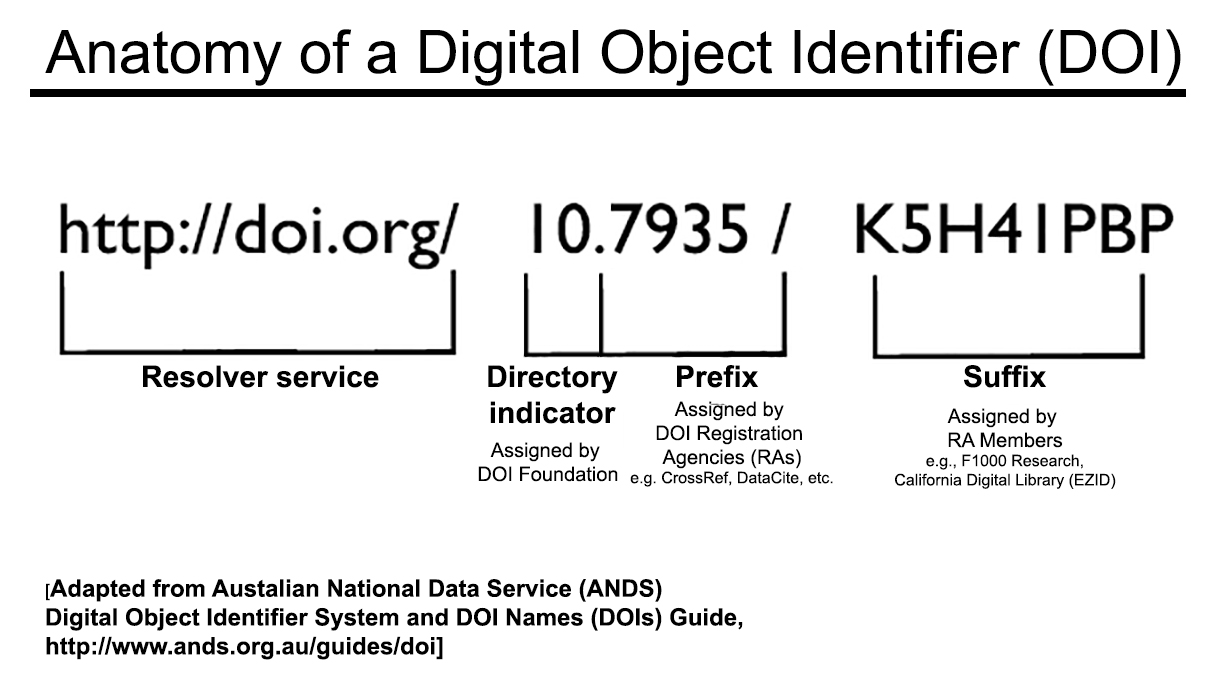 Anatomy of a Digital Object Identifier (DOI)
http://doi.org/ 10.7935 / K5H41PBP
Resolver service
Directory
indicator
Assigned by
DOI Foundation
Prefix
Assigned by
DOI Registration
Agencies (RAs)
e.g. CrossRef, DataCite, etc.
Suffix
Assigned by
RA Members
e.g., F1000 Research,
California Digital Library (EZID)
[Adapted from Austalian National Data Service (ANDS)
Digital Object Identifier System and DOI Names (DOIs) Guide,
http://www.ands.org.au/guides/doi]